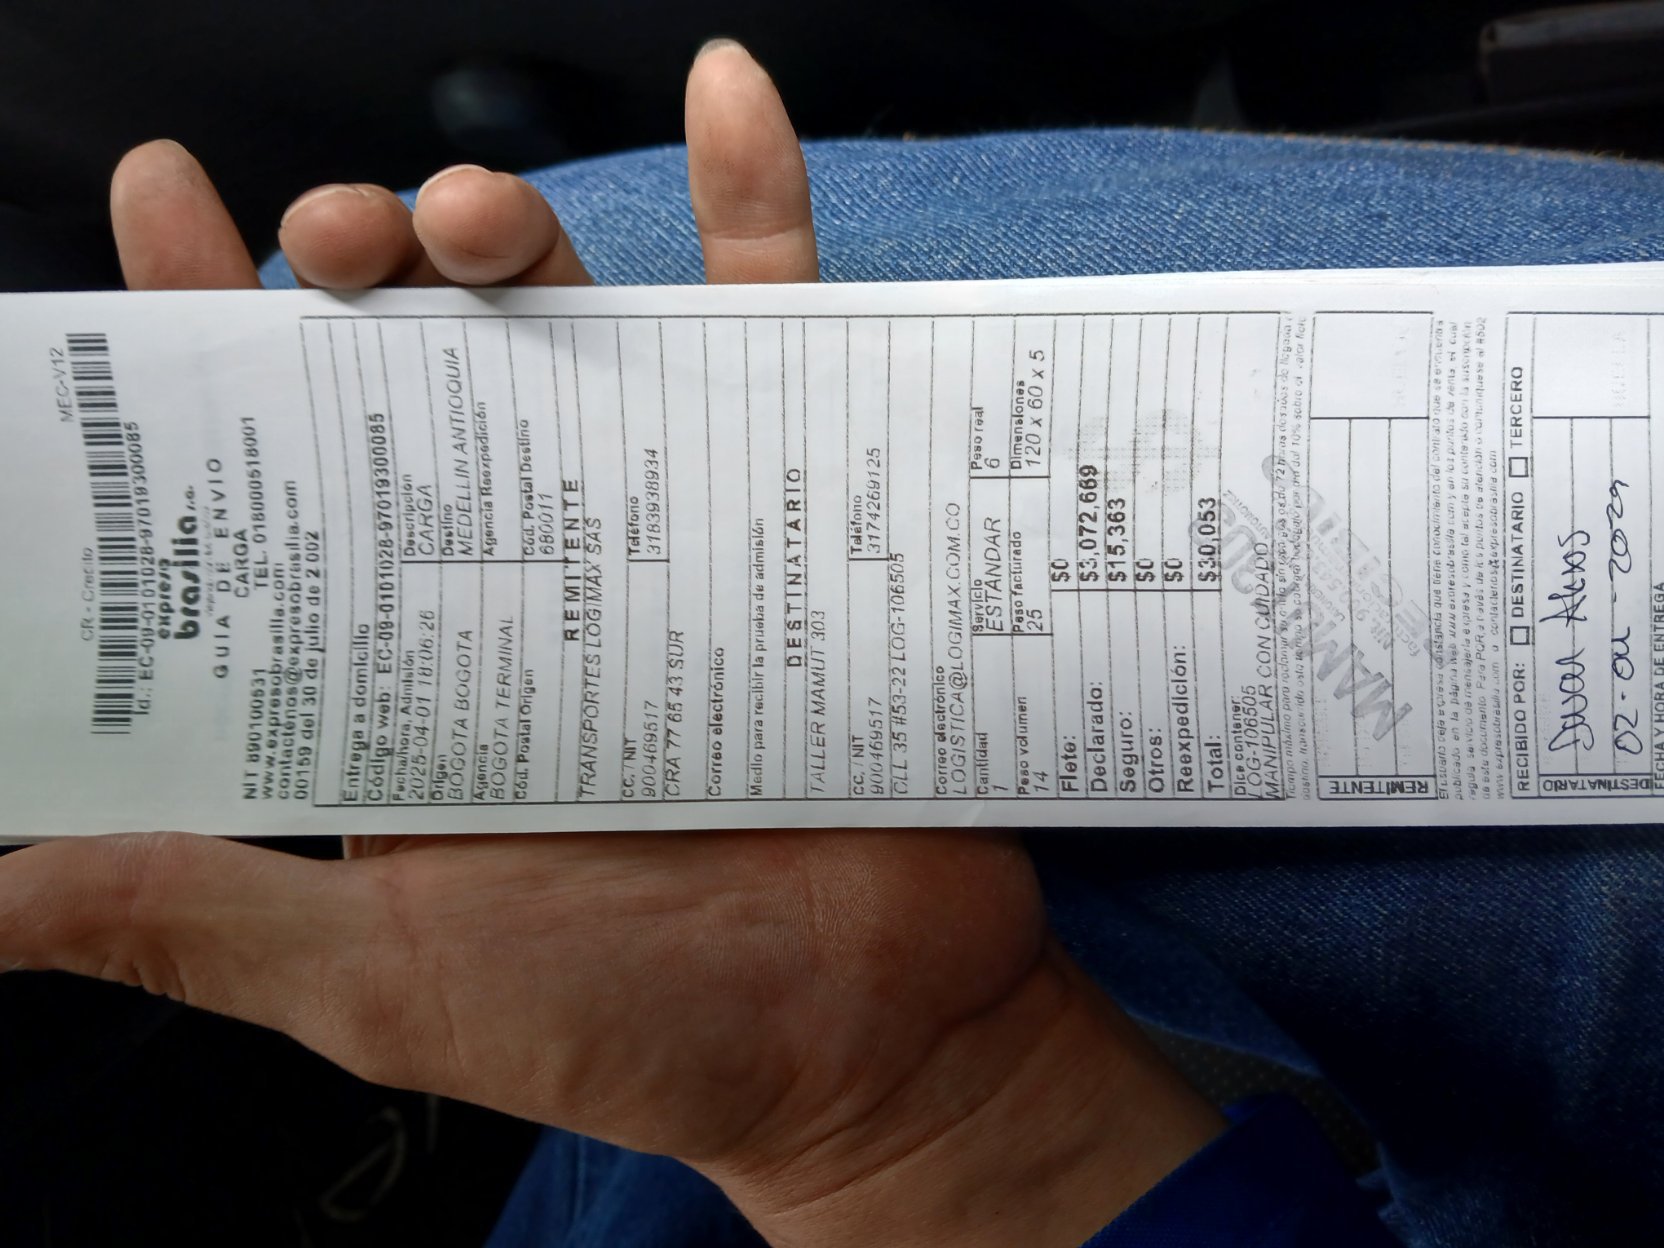 MEC-V12
CR - Credito
Id.: EC-09-0101028-97019300085
expreso
brasilia s.a.
GUIA DE ENVIO
CARGA
NIT 890100531 TEL. 018000518001
www.expresobrasilia.com
contactenos@expresobrasilia.com
00159 del 30 de julio de 2002
Entrega a domicilio
Código web: EC-09-0101028-97019300085
Fecha/hora, Admisión Descripción
2025-04-01 18:06:26 CARGA
Origen Destino
BOGOTA BOGOTA MEDELLIN ANTIOQUIA
Agencia Agencia Reexpedición
BOGOTA TERMINAL
Cód. Postal Origen Cód. Postal Destino
680011
REMITENTE
TRANSPORTES LOGIMAX SAS
CC. / NIT Teléfono
900469517 3183938934
CRA 77 65 43 SUR
Correo electrónico
Medio para recibir la prueba de admisión
DESTINATARIO
TALLER MAMUT 303
CC. / NIT Teléfono
900469517 3174269125
CLL 35 #53-22 LOG-106505
Correo electrónico
LOGISTICA@LOGIMAX.COM.CO
Cantidad Servicio Peso real
1 ESTÁNDAR 6
Peso volumen Peso facturado Dimensiones
14 25 120 x 60 x 5
Flete: $0
Declarado: $3,072,669
Seguro: $15,363
Otros: $0
Reexpedición: $0
Total: $30,053
Dice contener
LOG-106505
MANIPULAR CON CUIDADO
REMITENTE
RECIBIDO POR: DESTINATARIO TERCERO
DESTINATARIO
FECHA Y HORA DE ENTREGA